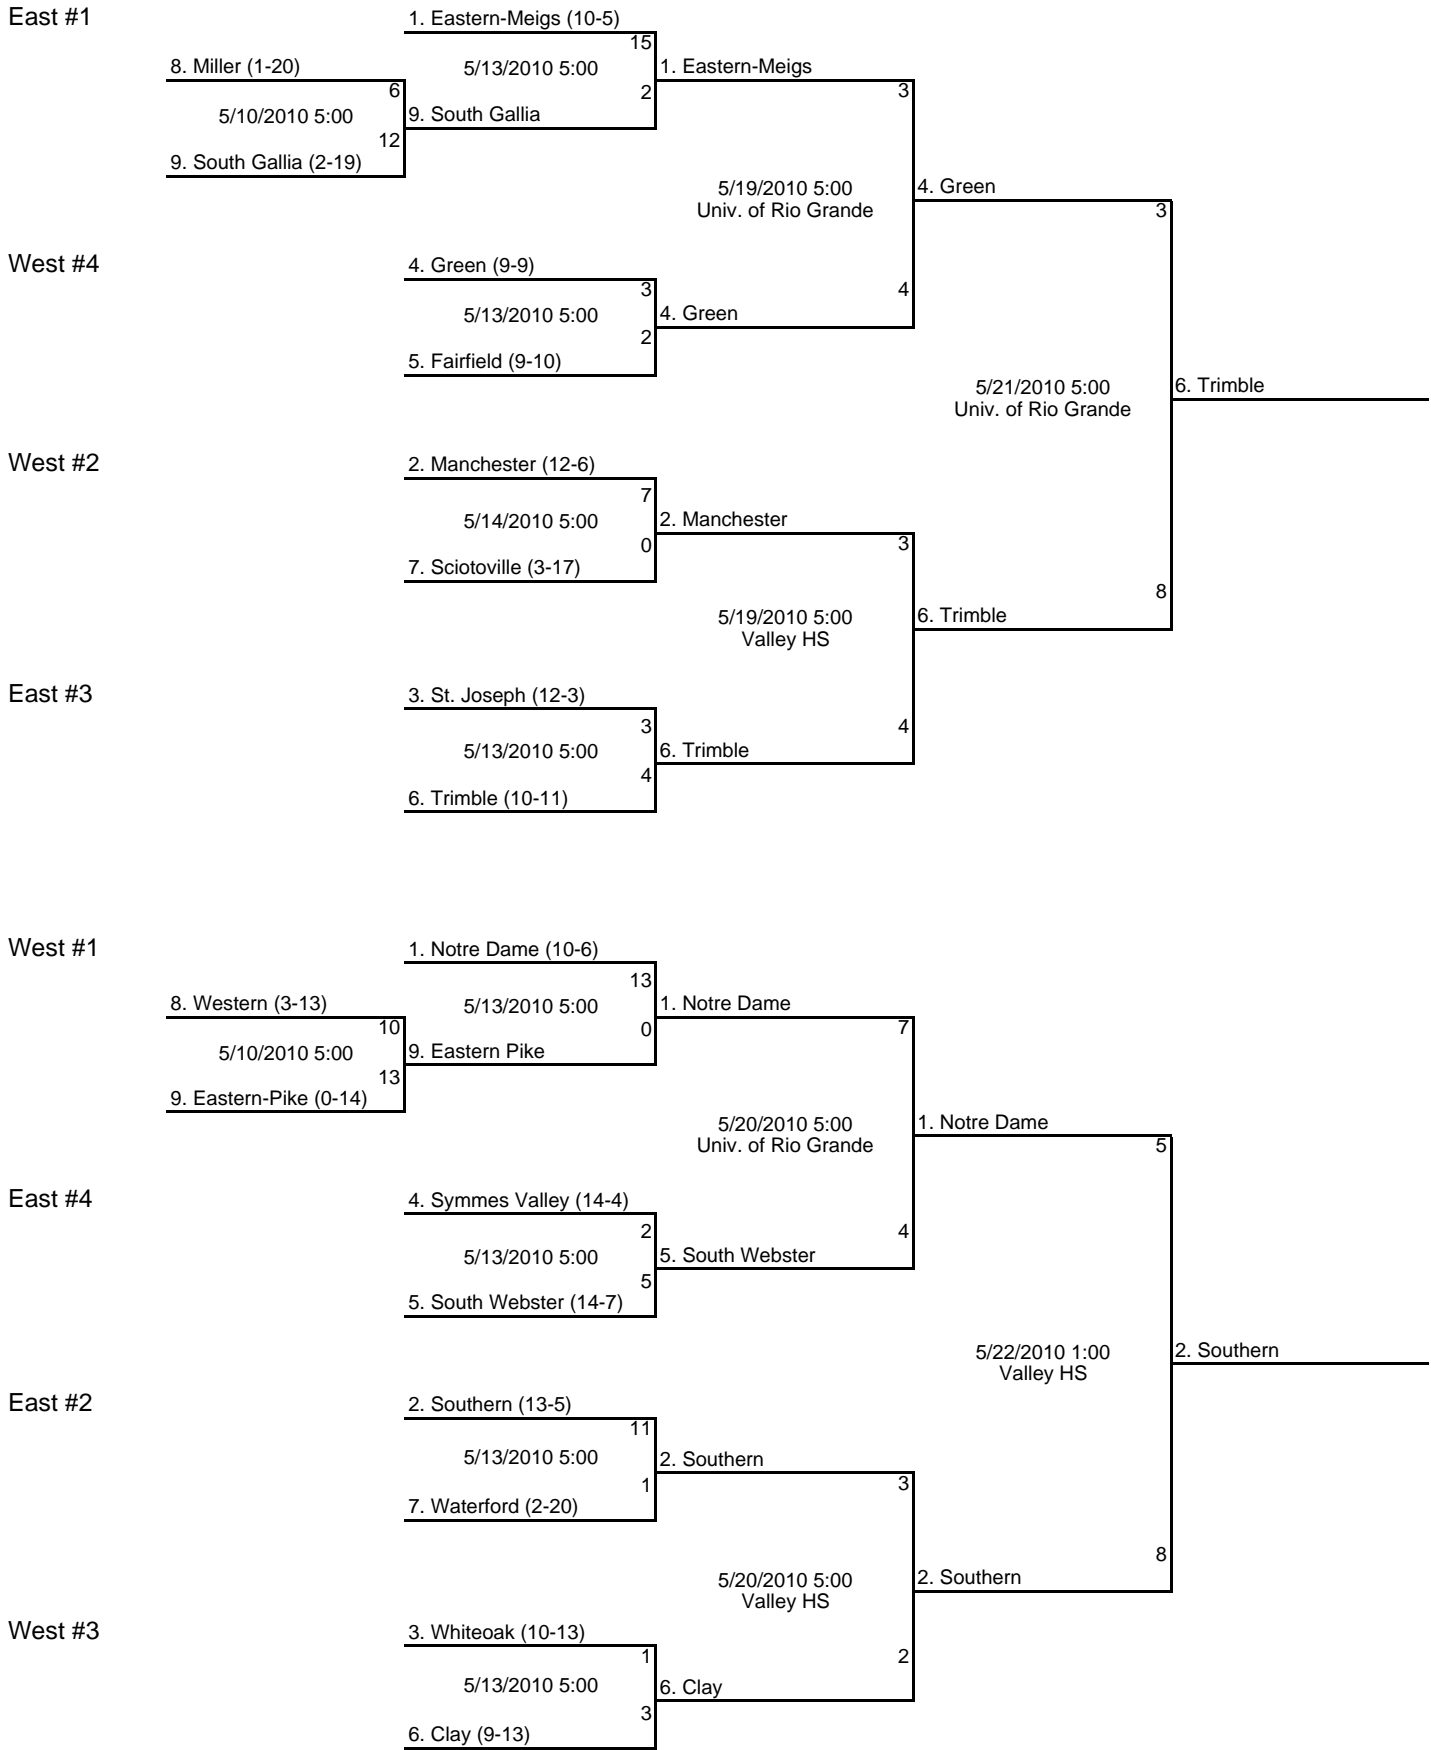 East #1
1. Eastern-Meigs (10-5)
15
8. Miller (1-20)
5/13/2010 5:00
1. Eastern-Meigs
6
2
3
5/10/2010 5:00
9. South Gallia
12
9. South Gallia (2-19)
5/19/2010 5:00
Univ. of Rio Grande
4. Green
3
West #4
4. Green (9-9)
3
4
5/13/2010 5:00
4. Green
2
5. Fairfield (9-10)
5/21/2010 5:00
Univ. of Rio Grande
6. Trimble
West #2
2. Manchester (12-6)
7
5/14/2010 5:00
2. Manchester
0
3
7. Sciotoville (3-17)
8
5/19/2010 5:00
Valley HS
6. Trimble
East #3
3. St. Joseph (12-3)
3
4
5/13/2010 5:00
6. Trimble
4
6. Trimble (10-11)
West #1
1. Notre Dame (10-6)
13
8. Western (3-13)
5/13/2010 5:00
1. Notre Dame
10
0
7
5/10/2010 5:00
9. Eastern Pike
13
9. Eastern-Pike (0-14)
5/20/2010 5:00
Univ. of Rio Grande
1. Notre Dame
5
East #4
4. Symmes Valley (14-4)
2
4
5/13/2010 5:00
5. South Webster
5
5. South Webster (14-7)
5/22/2010 1:00
Valley HS
2. Southern
East #2
2. Southern (13-5)
11
5/13/2010 5:00
2. Southern
1
3
7. Waterford (2-20)
8
5/20/2010 5:00
Valley HS
2. Southern
West #3
3. Whiteoak (10-13)
1
2
5/13/2010 5:00
6. Clay
3
6. Clay (9-13)